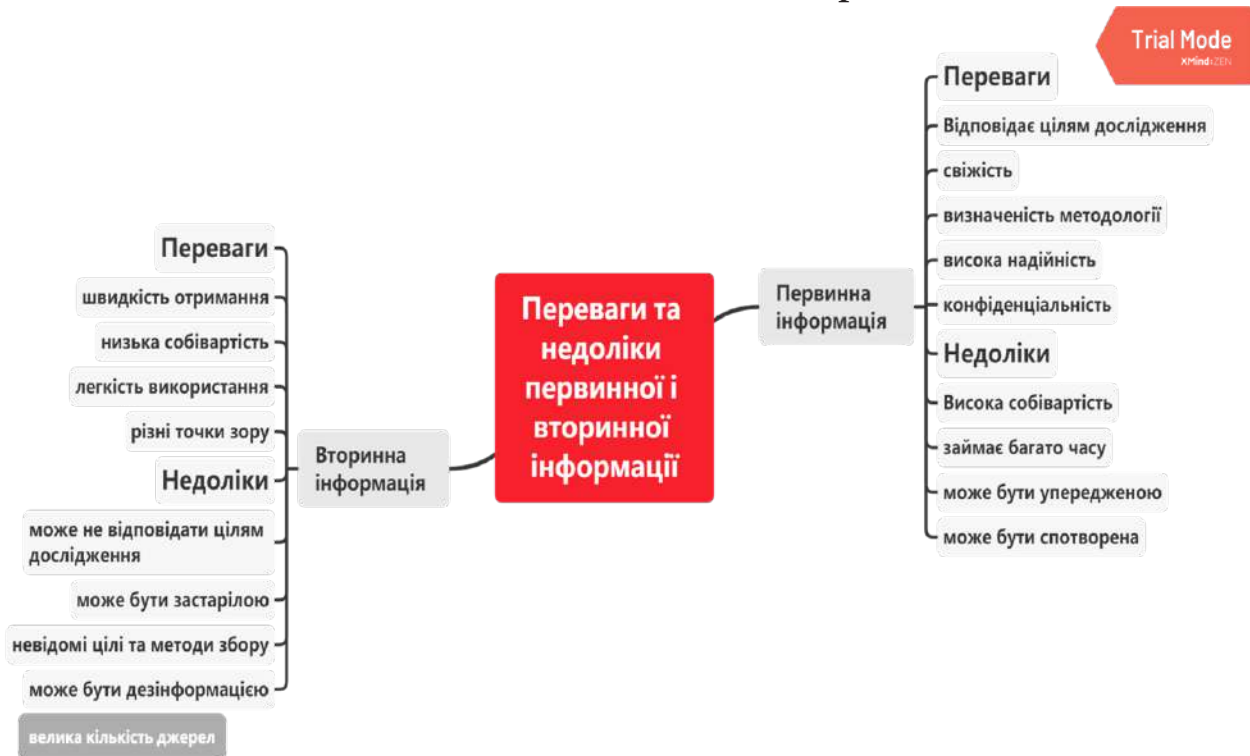 Trial Mode
XMind:ZEN
Переваги та
недоліки
первинної і
вторинної
інформації
Первинна
інформація
Переваги
Відповідає цілям дослідження
свіжість
визначеність методології
висока надійність
конфіденціальність
Недоліки
Висока собівартість
займає багато часу
може бути упередженою
може бути спотворена
Вторинна
інформація
Переваги
швидкість отримання
низька собівартість
легкість використання
різні точки зору
Недоліки
може не відповідати цілям
дослідження
може бути застарілою
невідомі цілі та методи збору
може бути дезінформацією
велика кількість джерел